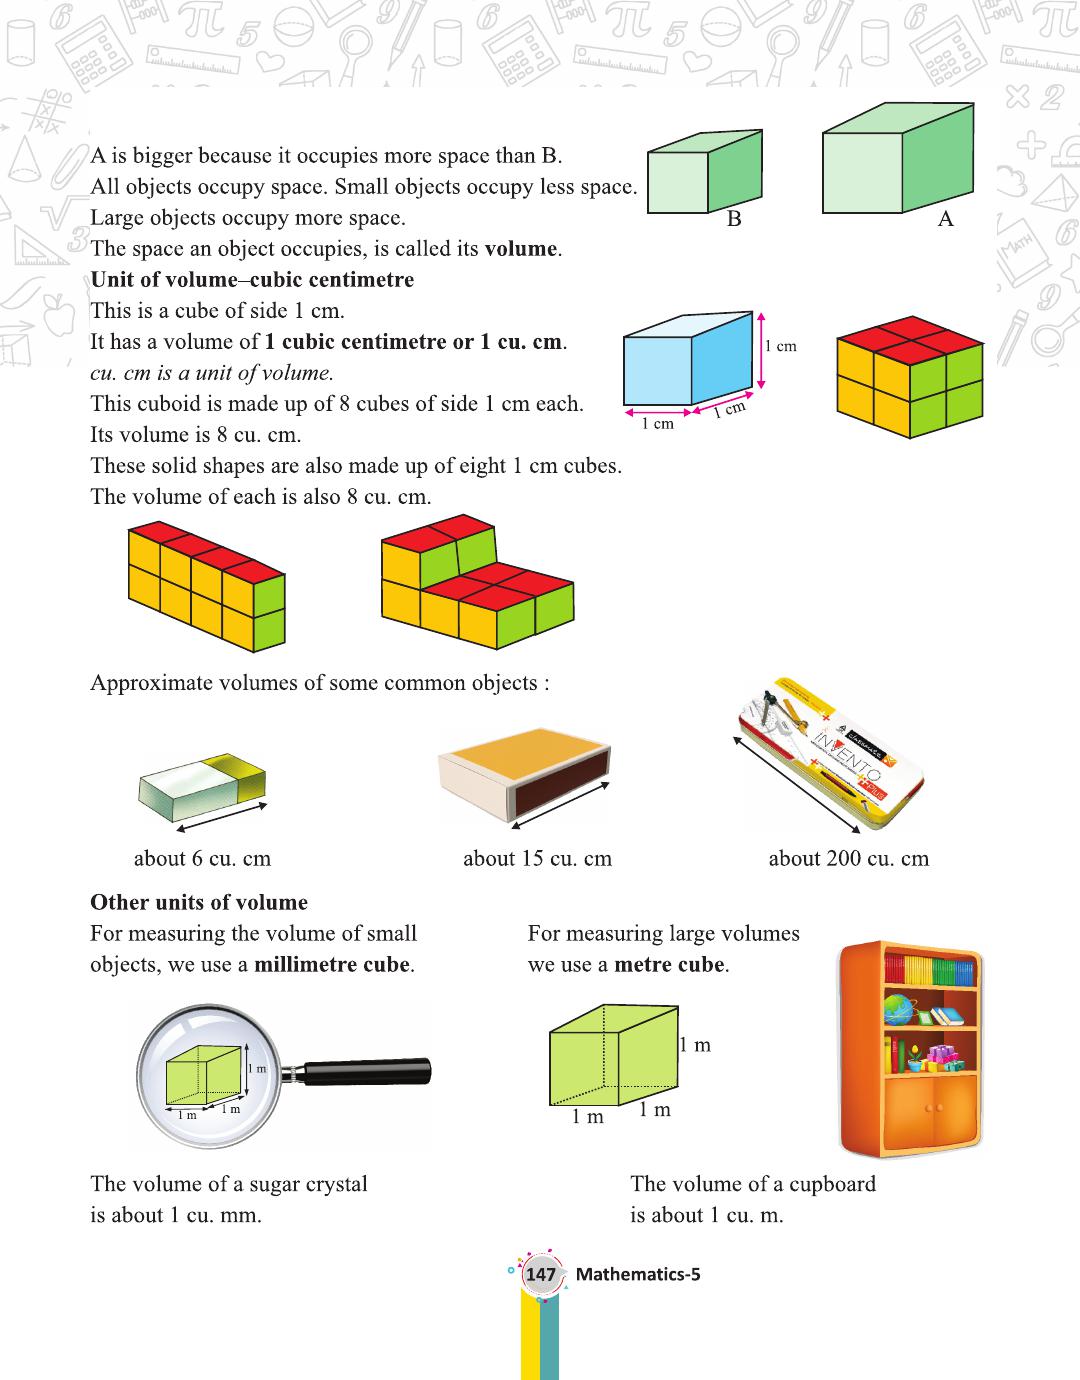 A is bigger because it occupies more space than B.
All objects occupy space. Small objects occupy less space.
Large objects occupy more space.
The space an object occupies, is called its volume.
B
A
Unit of volume–cubic centimetre
This is a cube of side 1 cm.
It has a volume of 1 cubic centimetre or 1 cu. cm.
cu. cm is a unit of volume.
This cuboid is made up of 8 cubes of side 1 cm each.
Its volume is 8 cu. cm.
These solid shapes are also made up of eight 1 cm cubes.
The volume of each is also 8 cu. cm.
1 cm
1 cm
1 cm
Approximate volumes of some common objects :
INVENTO
Plus
about 6 cu. cm
about 15 cu. cm
about 200 cu. cm
Other units of volume
For measuring the volume of small
objects, we use a millimetre cube.
For measuring large volumes
we use a metre cube.
1 m
1 m
1 m
1 m
1 m
1 m
The volume of a sugar crystal
is about 1 cu. mm.
The volume of a cupboard
is about 1 cu. m.
147 Mathematics-5